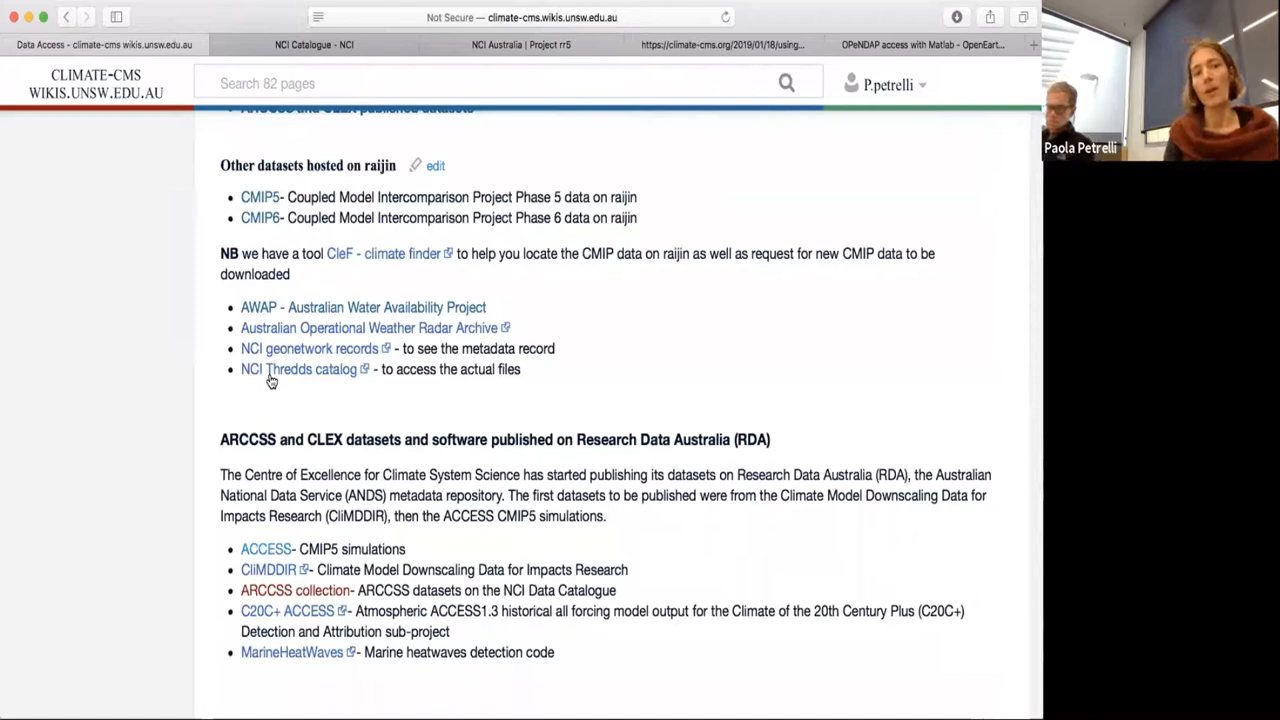 Not Secure — climate-cms.wikis.unsw.edu.au
Data Access - climate-cms.wikis.unsw.edu.au
NCI Catalogue - NCI
NCI Australia | Project rr5
https://climate-cms.org/2019/01/18/using...
OPeNDAP access with Matlab - OpenEart...
CLIMATE-CMS
WIKIS.UNSW.EDU.AU
Search 82 pages
P.petrelli
ARCCSS and CLEX published datasets
Paola Petrelli
Other datasets hosted on raijin edit
• CMIP5- Coupled Model Intercomparison Project Phase 5 data on raijin
• CMIP6- Coupled Model Intercomparison Project Phase 6 data on raijin
NB we have a tool CleF - climate finder to help you locate the CMIP data on raijin as well as request for new CMIP data to be
downloaded
• AWAP - Australian Water Availability Project
• Australian Operational Weather Radar Archive
• NCI geonetwork records - to see the metadata record
• NCI Thredds catalog - to access the actual files
ARCCSS and CLEX datasets and software published on Research Data Australia (RDA)
The Centre of Excellence for Climate System Science has started publishing its datasets on Research Data Australia (RDA), the Australian
National Data Service (ANDS) metadata repository. The first datasets to be published were from the Climate Model Downscaling Data for
Impacts Research (CliMDDIR), then the ACCESS CMIP5 simulations.
• ACCESS- CMIP5 simulations
• CliMDDIR - Climate Model Downscaling Data for Impacts Research
• ARCCSS collection- ARCCSS datasets on the NCI Data Catalogue
• C20C+ ACCESS - Atmospheric ACCESS1.3 historical all forcing model output for the Climate of the 20th Century Plus (C20C+)
Detection and Attribution sub-project
• MarineHeatWaves - Marine heatwaves detection code